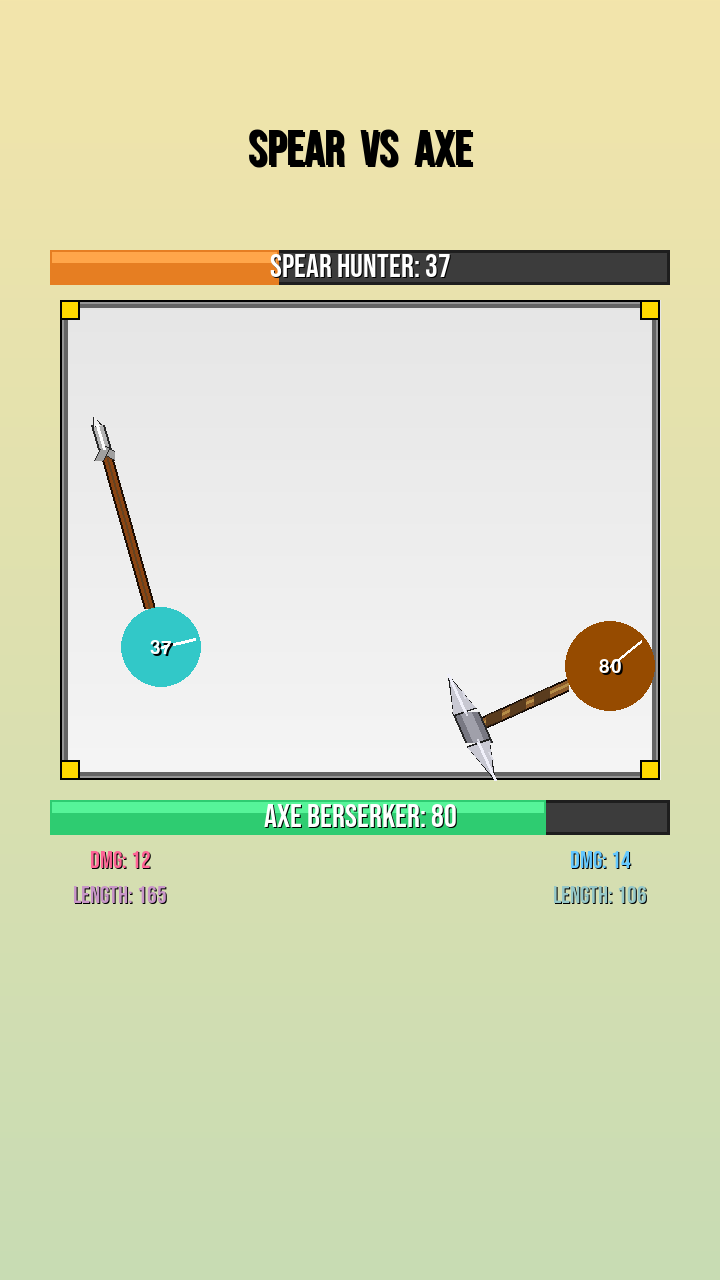 SPEAR VS AXE
SPEAR HUNTER: 37
37
80
AXE BERSERKER: 80
DMG: 12
DMG: 14
LENGTH: 165
LENGTH: 106